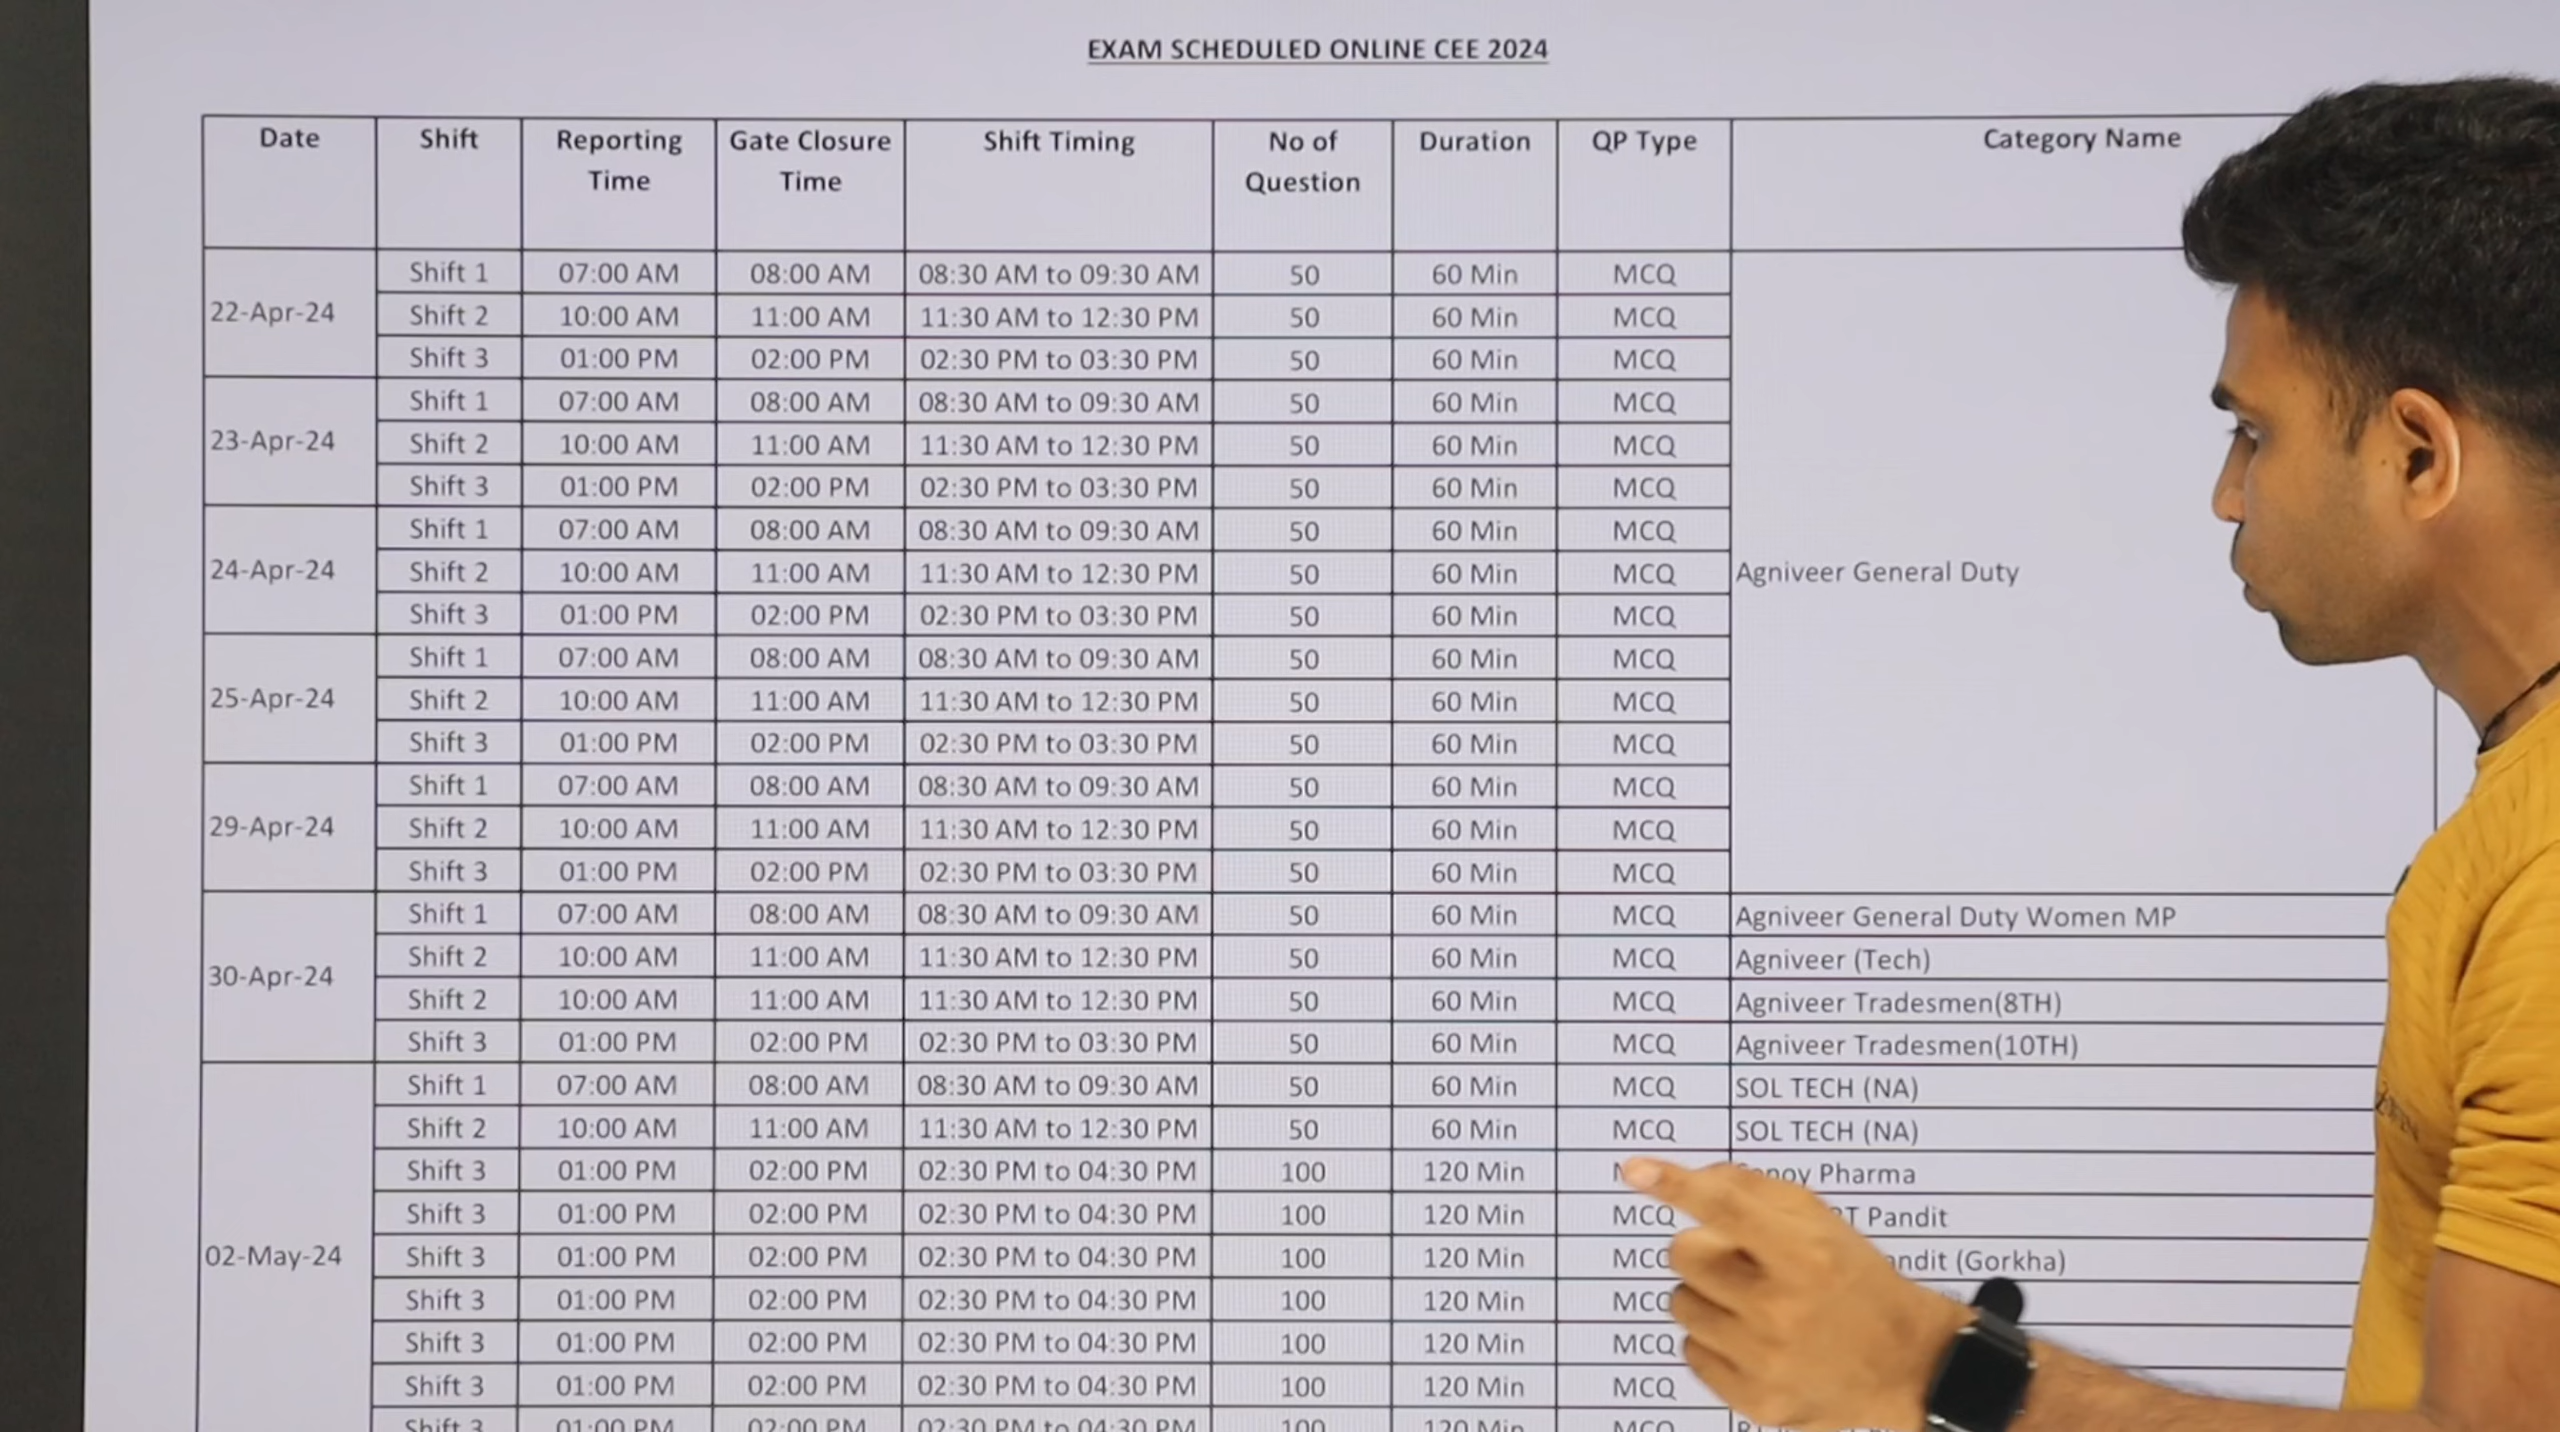 EXAM SCHEDULED ONLINE CEE 2024
Date Shift Reporting Time Gate Closure Time Shift Timing No of Question Duration QP Type Category Name
22-Apr-24 Shift 1 07:00 AM 08:00 AM 08:30 AM to 09:30 AM 50 60 Min MCQ
Shift 2 10:00 AM 11:00 AM 11:30 AM to 12:30 PM 50 60 Min MCQ
Shift 3 01:00 PM 02:00 PM 02:30 PM to 03:30 PM 50 60 Min MCQ
23-Apr-24 Shift 1 07:00 AM 08:00 AM 08:30 AM to 09:30 AM 50 60 Min MCQ
Shift 2 10:00 AM 11:00 AM 11:30 AM to 12:30 PM 50 60 Min MCQ
Shift 3 01:00 PM 02:00 PM 02:30 PM to 03:30 PM 50 60 Min MCQ
24-Apr-24 Shift 1 07:00 AM 08:00 AM 08:30 AM to 09:30 AM 50 60 Min MCQ
Shift 2 10:00 AM 11:00 AM 11:30 AM to 12:30 PM 50 60 Min MCQ Agniveer General Duty
Shift 3 01:00 PM 02:00 PM 02:30 PM to 03:30 PM 50 60 Min MCQ
25-Apr-24 Shift 1 07:00 AM 08:00 AM 08:30 AM to 09:30 AM 50 60 Min MCQ
Shift 2 10:00 AM 11:00 AM 11:30 AM to 12:30 PM 50 60 Min MCQ
Shift 3 01:00 PM 02:00 PM 02:30 PM to 03:30 PM 50 60 Min MCQ
29-Apr-24 Shift 1 07:00 AM 08:00 AM 08:30 AM to 09:30 AM 50 60 Min MCQ
Shift 2 10:00 AM 11:00 AM 11:30 AM to 12:30 PM 50 60 Min MCQ
Shift 3 01:00 PM 02:00 PM 02:30 PM to 03:30 PM 50 60 Min MCQ
30-Apr-24 Shift 1 07:00 AM 08:00 AM 08:30 AM to 09:30 AM 50 60 Min MCQ Agniveer General Duty Women MP
Shift 2 10:00 AM 11:00 AM 11:30 AM to 12:30 PM 50 60 Min MCQ Agniveer (Tech)
Shift 2 10:00 AM 11:00 AM 11:30 AM to 12:30 PM 50 60 Min MCQ Agniveer Tradesmen(8TH)
Shift 3 01:00 PM 02:00 PM 02:30 PM to 03:30 PM 50 60 Min MCQ Agniveer Tradesmen(10TH)
02-May-24 Shift 1 07:00 AM 08:00 AM 08:30 AM to 09:30 AM 50 60 Min MCQ SOL TECH (NA)
Shift 2 10:00 AM 11:00 AM 11:30 AM to 12:30 PM 50 60 Min MCQ SOL TECH (NA)
Shift 3 01:00 PM 02:00 PM 02:30 PM to 04:30 PM 100 120 Min Pharma
Shift 3 01:00 PM 02:00 PM 02:30 PM to 04:30 PM 100 120 Min MCQ Pandit
Shift 3 01:00 PM 02:00 PM 02:30 PM to 04:30 PM 100 120 Min MCQ (Gorkha)
Shift 3 01:00 PM 02:00 PM 02:30 PM to 04:30 PM 100 120 Min MCQ
Shift 3 01:00 PM 02:00 PM 02:30 PM to 04:30 PM 100 120 Min MCQ
Shift 3 01:00 PM 02:00 PM 02:30 PM to 04:30 PM 100 120 Min MCQ
Shift 3 01:00 PM 02:00 PM 02:30 PM to 04:30 PM 100 120 Min MCQ